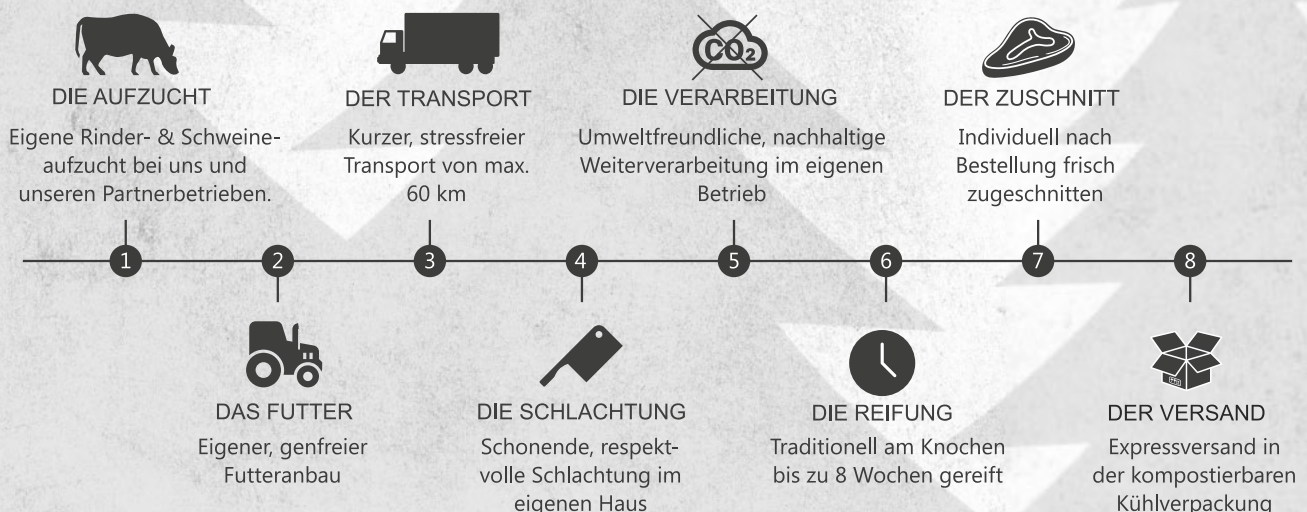 CO2
DIE AUFZUCHT
Eigene Rinder- & Schweine-
aufzucht bei uns und
unseren Partnerbetrieben.
1
DAS FUTTER
Eigener, genfreier
Futteranbau
2
DER TRANSPORT
Kurzer, stressfreier
Transport von max.
60 km
3
DIE SCHLACHTUNG
Schonende, respekt-
volle Schlachtung im
eigenen Haus
4
DIE VERARBEITUNG
Umweltfreundliche, nachhaltige
Weiterverarbeitung im eigenen
Betrieb
5
DIE REIFUNG
Traditionell am Knochen
bis zu 8 Wochen gereift
6
DER ZUSCHNITT
Individuell nach
Bestellung frisch
zugeschnitten
7
DER VERSAND
Expressversand in
der kompostierbaren
Kühlverpackung
8